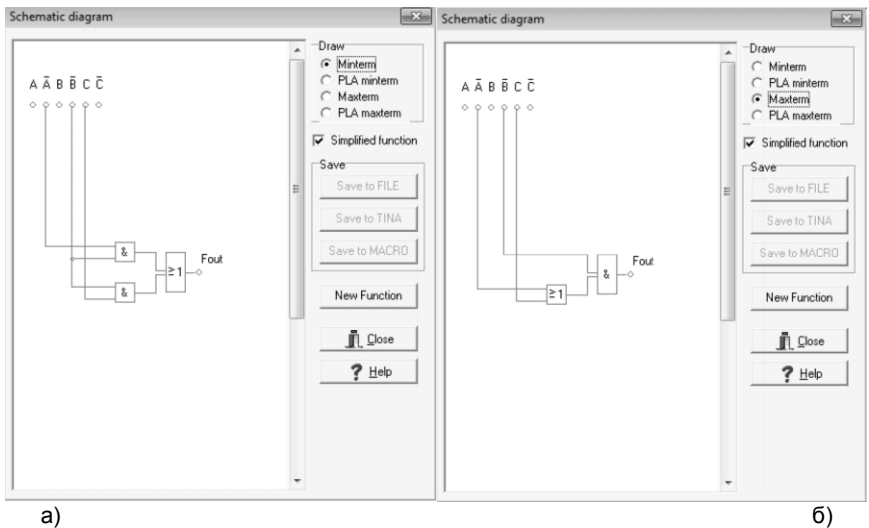 Schematic diagram
Draw
Minterm
PLA minterm
Maxterm
PLA maxterm
Simplified function
Save
Save to FILE
Save to TINA
Save to MACRO
New Function
Close
Help
A Ā B B̄ C C̄
&
&
≥1
Fout
а)
Schematic diagram
Draw
Minterm
PLA minterm
Maxterm
PLA maxterm
Simplified function
Save
Save to FILE
Save to TINA
Save to MACRO
New Function
Close
Help
A Ā B B̄ C C̄
≥1
&
Fout
б)